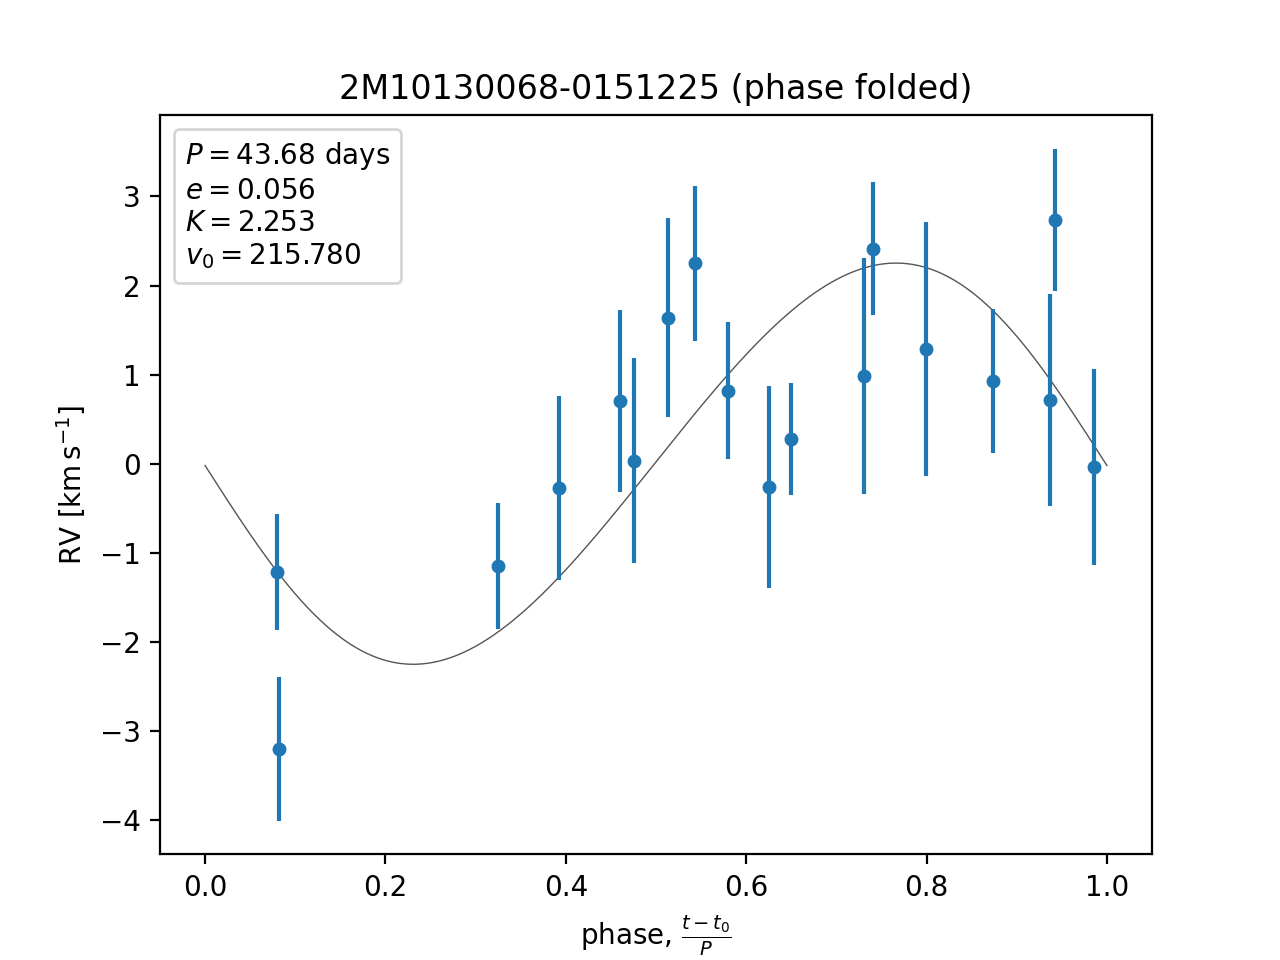 2M10130068-0151225 (phase folded)
P = 43.68 days
e = 0.056
K = 2.253
v₀ = 215.780
3
2
1
0
−1
−2
−3
−4
RV [km s⁻¹]
0.0 0.2 0.4 0.6 0.8 1.0
phase, (t − t₀)/P